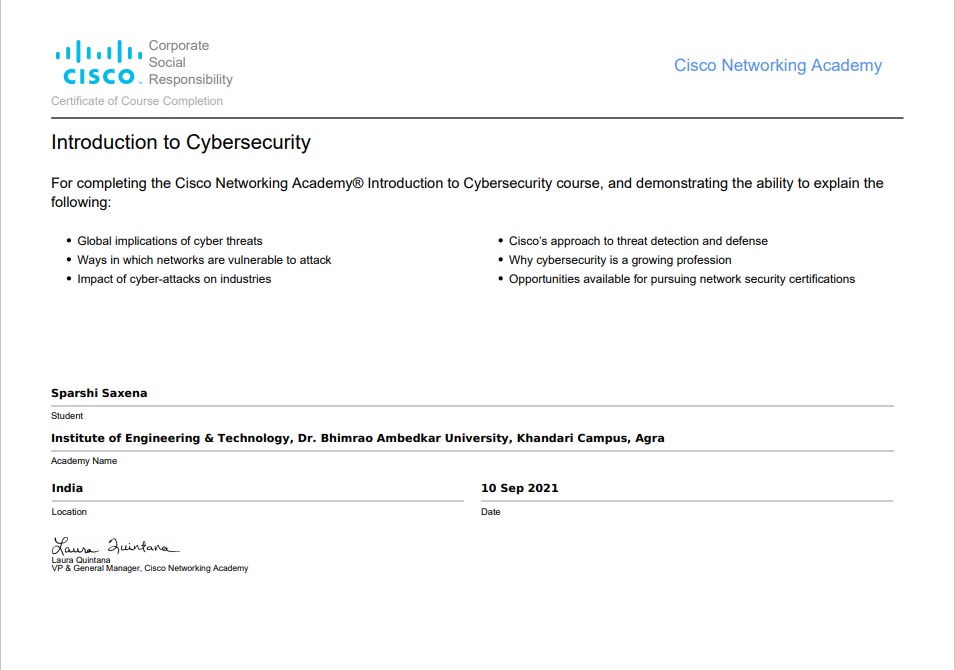 Corporate
Social
Responsibility
CISCO
Cisco Networking Academy
Certificate of Course Completion
Introduction to Cybersecurity
For completing the Cisco Networking Academy® Introduction to Cybersecurity course, and demonstrating the ability to explain the
following:
• Global implications of cyber threats
• Ways in which networks are vulnerable to attack
• Impact of cyber-attacks on industries
• Cisco's approach to threat detection and defense
• Why cybersecurity is a growing profession
• Opportunities available for pursuing network security certifications
Sparshi Saxena
Student
Institute of Engineering & Technology, Dr. Bhimrao Ambedkar University, Khandari Campus, Agra
Academy Name
India
Location
10 Sep 2021
Date
Laura Quintana
Laura Quintana
VP & General Manager, Cisco Networking Academy